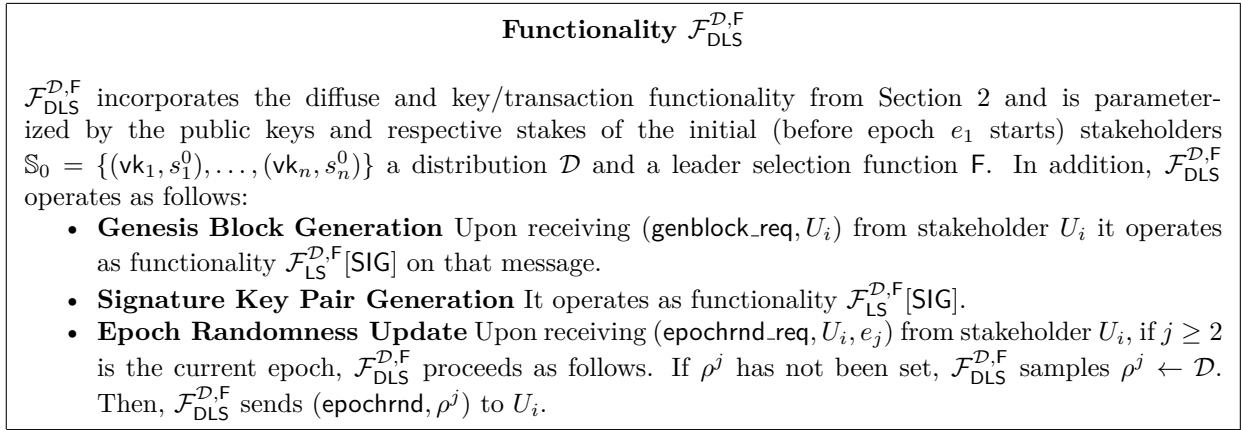 Functionality $\mathcal{F}_{\mathsf{DLS}}^{\mathcal{D},\mathsf{F}}$
$\mathcal{F}_{\mathsf{DLS}}^{\mathcal{D},\mathsf{F}}$ incorporates the diffuse and key/transaction functionality from Section 2 and is parameter-
ized by the public keys and respective stakes of the initial (before epoch $e_1$ starts) stakeholders
$\mathbb{S}_0 = \{(\mathsf{vk}_1, s_1^0), \ldots, (\mathsf{vk}_n, s_n^0)\}$ a distribution $\mathcal{D}$ and a leader selection function $\mathsf{F}$. In addition, $\mathcal{F}_{\mathsf{DLS}}^{\mathcal{D},\mathsf{F}}$
operates as follows:
• Genesis Block Generation Upon receiving (genblock_req, $U_i$) from stakeholder $U_i$ it operates
as functionality $\mathcal{F}_{\mathsf{LS}}^{\mathcal{D},\mathsf{F}}[\mathsf{SIG}]$ on that message.
• Signature Key Pair Generation It operates as functionality $\mathcal{F}_{\mathsf{LS}}^{\mathcal{D},\mathsf{F}}[\mathsf{SIG}]$.
• Epoch Randomness Update Upon receiving (epochrnd_req, $U_i, e_j$) from stakeholder $U_i$, if $j \geq 2$
is the current epoch, $\mathcal{F}_{\mathsf{DLS}}^{\mathcal{D},\mathsf{F}}$ proceeds as follows. If $\rho^j$ has not been set, $\mathcal{F}_{\mathsf{DLS}}^{\mathcal{D},\mathsf{F}}$ samples $\rho^j \leftarrow \mathcal{D}$.
Then, $\mathcal{F}_{\mathsf{DLS}}^{\mathcal{D},\mathsf{F}}$ sends (epochrnd, $\rho^j$) to $U_i$.